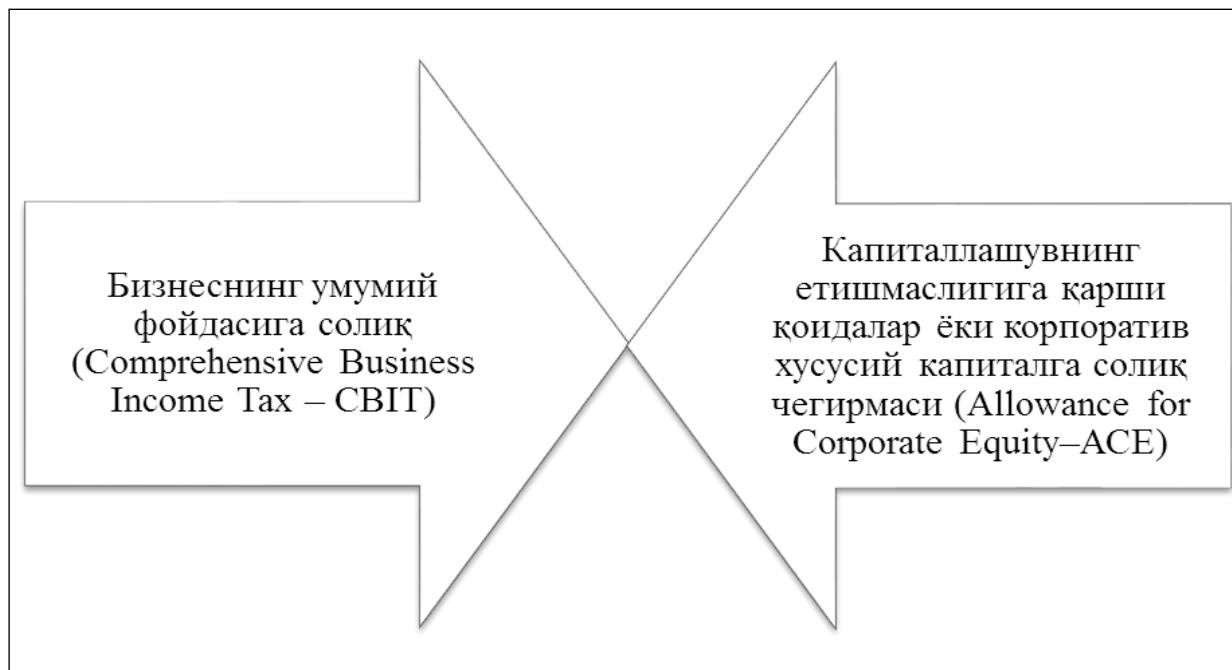 Бизнеснинг умумий
фойдасига солиқ
(Comprehensive Business
Income Tax – CBIT)
Капиталлашувнинг
етишмаслигига қарши
қоидалар ёки корпоратив
хусусий капиталга солиқ
чегирмаси (Allowance for
Corporate Equity–ACE)